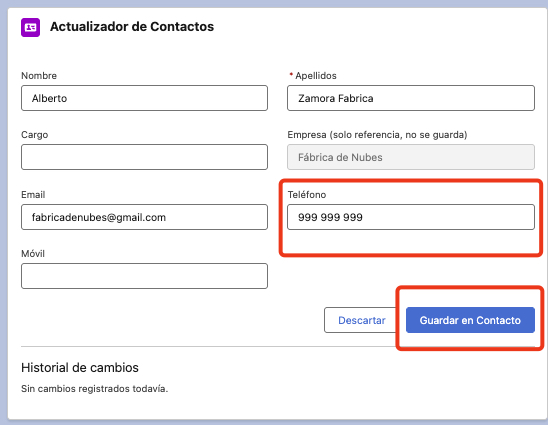 Actualizador de Contactos
Nombre
Alberto
* Apellidos
Zamora Fabrica
Cargo
Empresa (solo referencia, no se guarda)
Fábrica de Nubes
Email
fabricadenubes@gmail.com
Teléfono
999 999 999
Móvil
Descartar
Guardar en Contacto
Historial de cambios
Sin cambios registrados todavía.